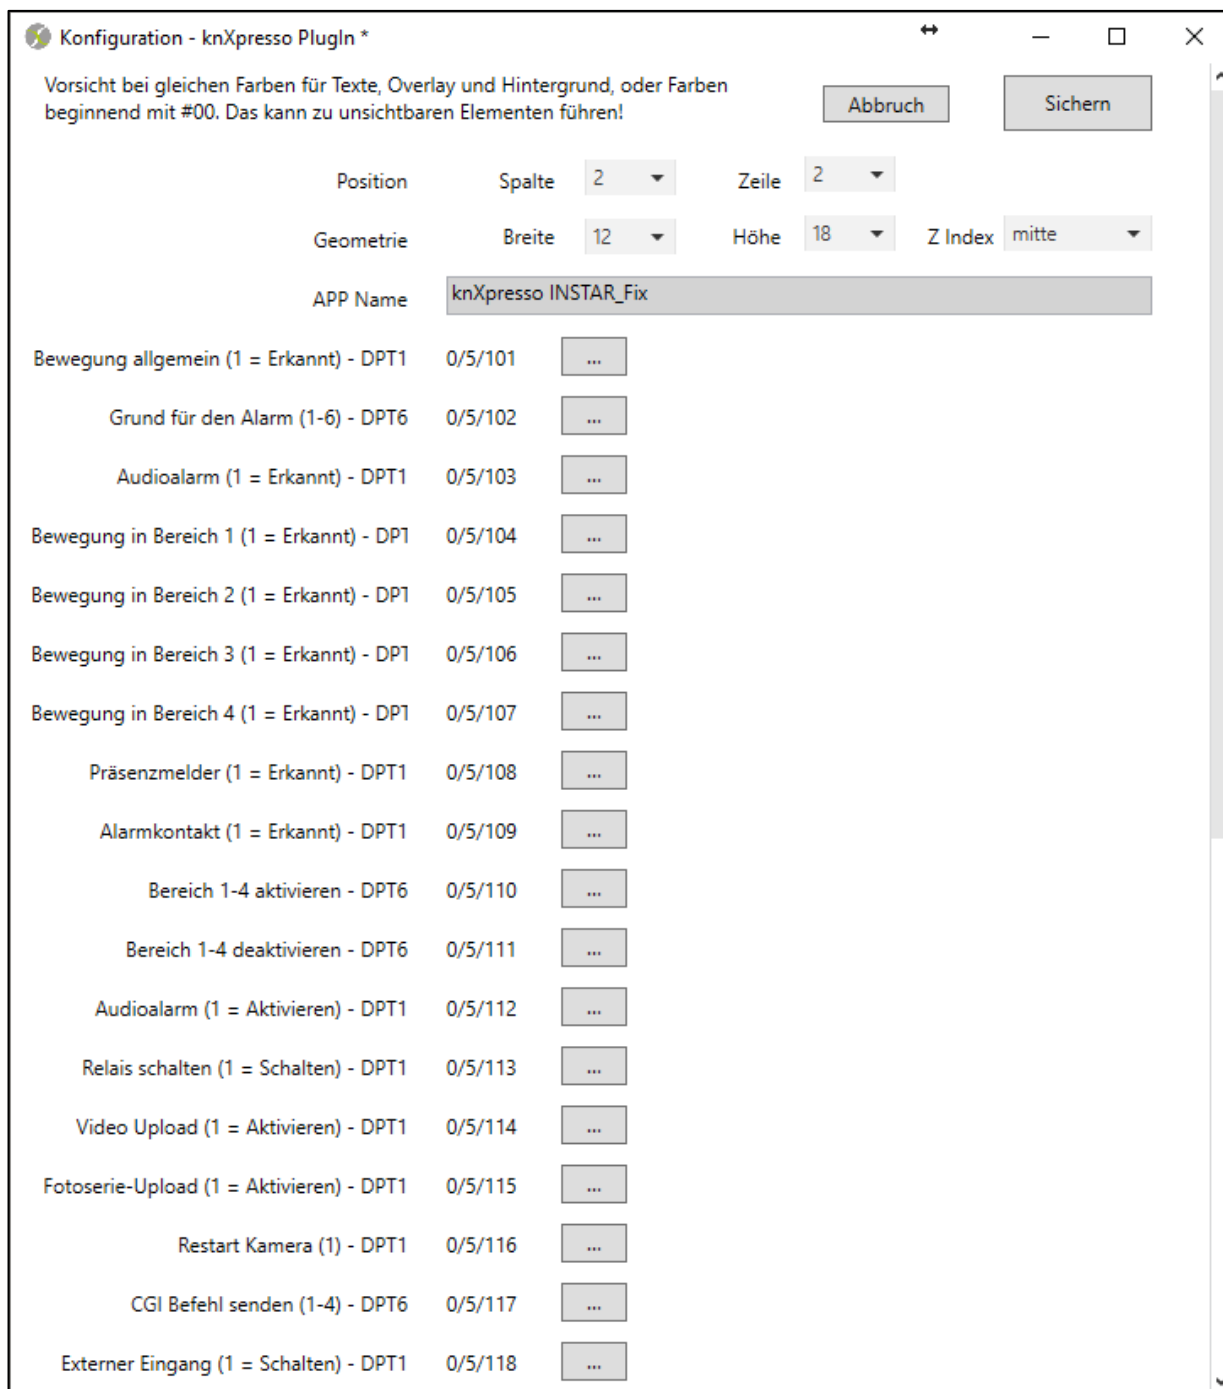 Konfiguration - knXpresso PlugIn *
Vorsicht bei gleichen Farben für Texte, Overlay und Hintergrund, oder Farben
beginnend mit #00. Das kann zu unsichtbaren Elementen führen!
Abbruch
Sichern
Position Spalte 2 Zeile 2
Geometrie Breite 12 Höhe 18 Z Index mitte
APP Name knXpresso INSTAR_Fix
Bewegung allgemein (1 = Erkannt) - DPT1 0/5/101 ...
Grund für den Alarm (1-6) - DPT6 0/5/102 ...
Audioalarm (1 = Erkannt) - DPT1 0/5/103 ...
Bewegung in Bereich 1 (1 = Erkannt) - DPT 0/5/104 ...
Bewegung in Bereich 2 (1 = Erkannt) - DPT 0/5/105 ...
Bewegung in Bereich 3 (1 = Erkannt) - DPT 0/5/106 ...
Bewegung in Bereich 4 (1 = Erkannt) - DPT 0/5/107 ...
Präsenzmelder (1 = Erkannt) - DPT1 0/5/108 ...
Alarmkontakt (1 = Erkannt) - DPT1 0/5/109 ...
Bereich 1-4 aktivieren - DPT6 0/5/110 ...
Bereich 1-4 deaktivieren - DPT6 0/5/111 ...
Audioalarm (1 = Aktivieren) - DPT1 0/5/112 ...
Relais schalten (1 = Schalten) - DPT1 0/5/113 ...
Video Upload (1 = Aktivieren) - DPT1 0/5/114 ...
Fotoserie-Upload (1 = Aktivieren) - DPT1 0/5/115 ...
Restart Kamera (1) - DPT1 0/5/116 ...
CGI Befehl senden (1-4) - DPT6 0/5/117 ...
Externer Eingang (1 = Schalten) - DPT1 0/5/118 ...